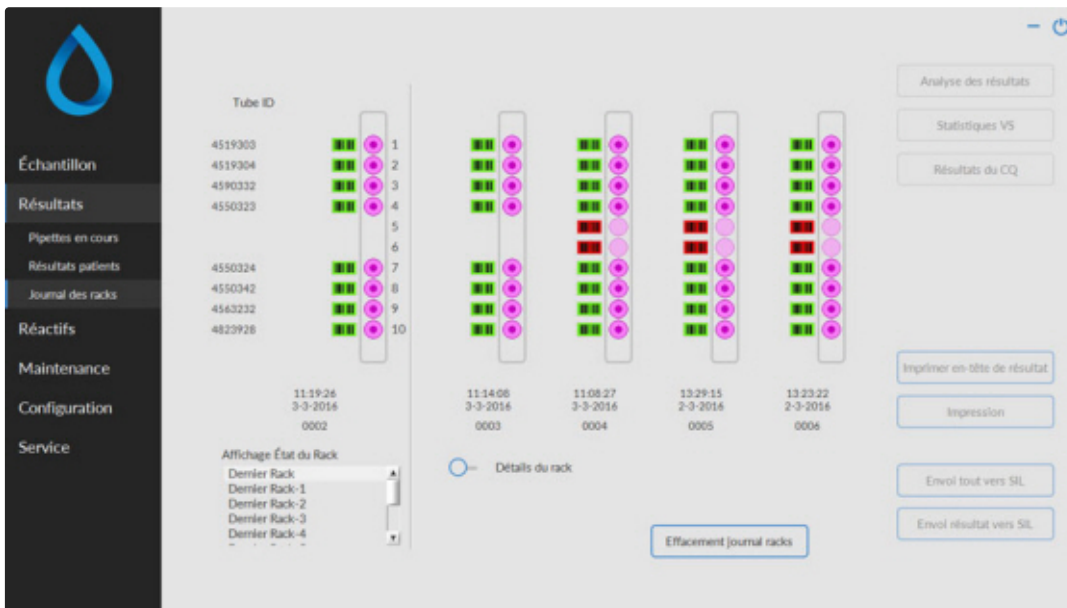 Échantillon
Résultats
Pipettes en cours
Résultats patients
Journal des racks
Réactifs
Maintenance
Configuration
Service
Tube ID
4519303 1
4519304 2
4590332 3
4550323 4
5
6
4550324 7
4550342 8
4563232 9
4823928 10
11:19:26
3-3-2016
0002
11:14:08
3-3-2016
0003
11:08:27
3-3-2016
0004
13:29:15
2-3-2016
0005
13:23:22
2-3-2016
0006
Affichage État du Rack
Dernier Rack
Dernier Rack-1
Dernier Rack-2
Dernier Rack-3
Dernier Rack-4
Détails du rack
Effacement journal racks
Analyse des résultats
Statistiques VS
Résultats du CQ
Imprimer en-tête de résultat
Impression
Envoi tout vers SIL
Envoi résultat vers SIL